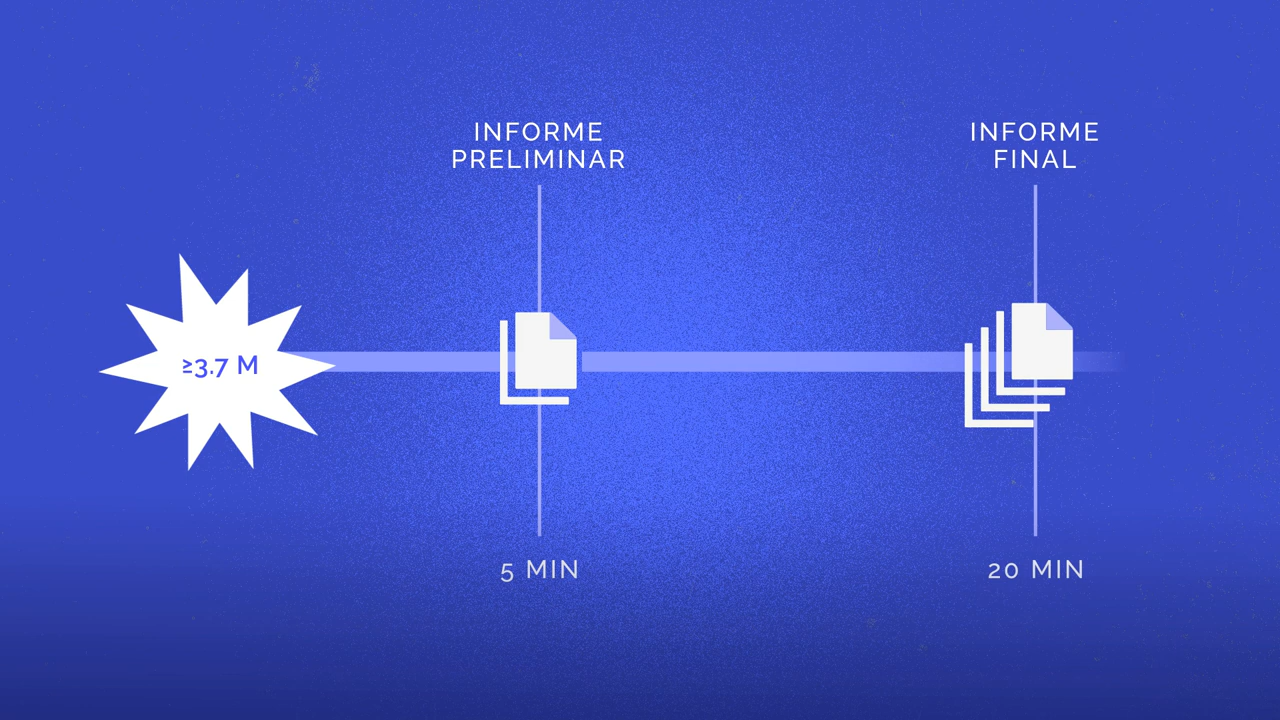 INFORME
PRELIMINAR
INFORME
FINAL
≥3.7 M
5 MIN
20 MIN